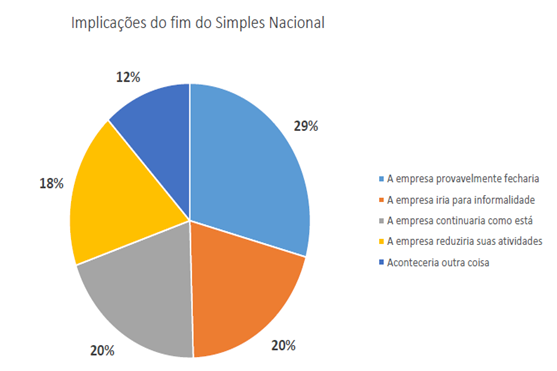 Implicações do fim do Simples Nacional
12%
29%
18%
20%
20%
A empresa provavelmente fecharia
A empresa iria para informalidade
A empresa continuaria como está
A empresa reduziria suas atividades
Aconteceria outra coisa